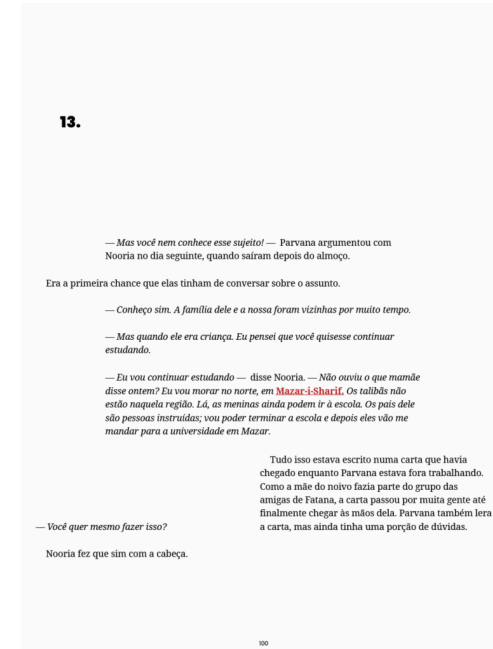 13.
— Mas você nem conhece esse sujeito! — Parvana argumentou com
Nooria no dia seguinte, quando saíram depois do almoço.
Era a primeira chance que elas tinham de conversar sobre o assunto.
— Conheço sim. A família dele e a nossa foram vizinhas por muito tempo.
— Mas quando ele era criança. Eu pensei que você quisesse continuar
estudando.
— Eu vou continuar estudando — disse Nooria. — Não ouviu o que mamãe
disse ontem? Eu vou morar no norte, em Mazar-i-Sharif. Os talibãs não
estão naquela região. Lá, as meninas ainda podem ir à escola. Os pais dele
são pessoas instruídas; vou poder terminar a escola e depois eles vão me
mandar para a universidade em Mazar.
Tudo isso estava escrito numa carta que havia
chegado enquanto Parvana estava fora trabalhando.
Como a mãe do noivo fazia parte do grupo das
amigas de Fatana, a carta passou por muita gente até
finalmente chegar às mãos dela. Parvana também lera
a carta, mas ainda tinha uma porção de dúvidas.
— Você quer mesmo fazer isso?
Nooria fez que sim com a cabeça.
100